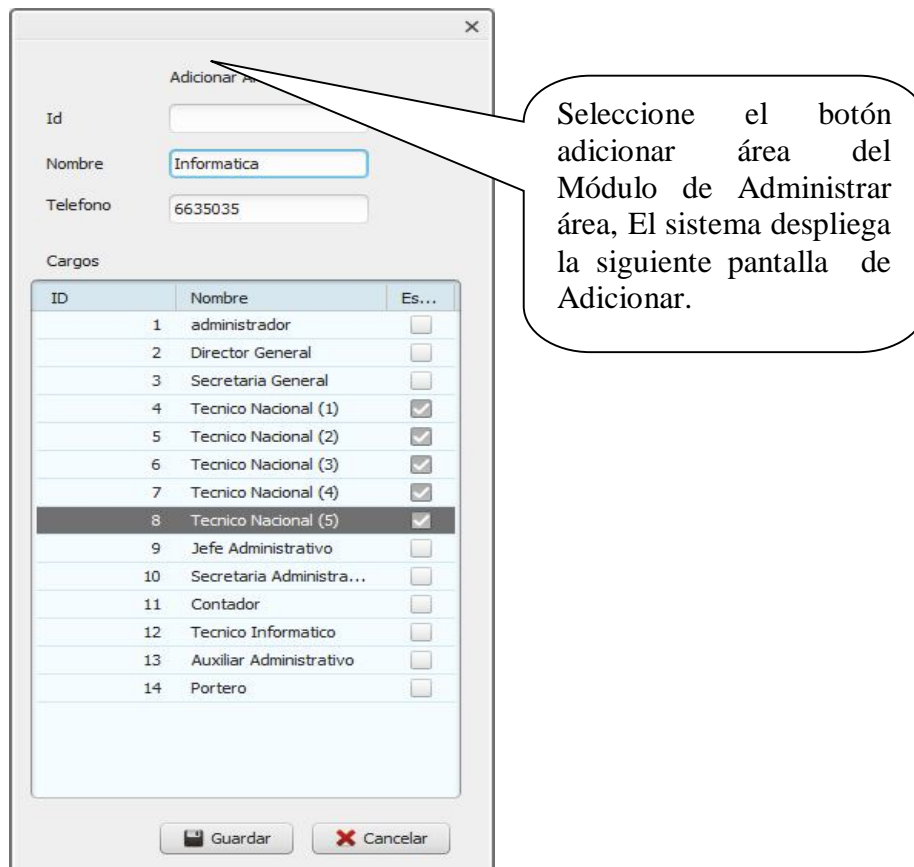 Adicionar
Id
Nombre Informatica
Telefono 6635035
Cargos
ID Nombre Es...
1 administrador
2 Director General
3 Secretaria General
4 Tecnico Nacional (1)
5 Tecnico Nacional (2)
6 Tecnico Nacional (3)
7 Tecnico Nacional (4)
8 Tecnico Nacional (5)
9 Jefe Administrativo
10 Secretaria Administra...
11 Contador
12 Tecnico Informatico
13 Auxiliar Administrativo
14 Portero
Guardar Cancelar
Seleccione el botón
adicionar área del
Módulo de Administrar
área, El sistema despliega
la siguiente pantalla de
Adicionar.